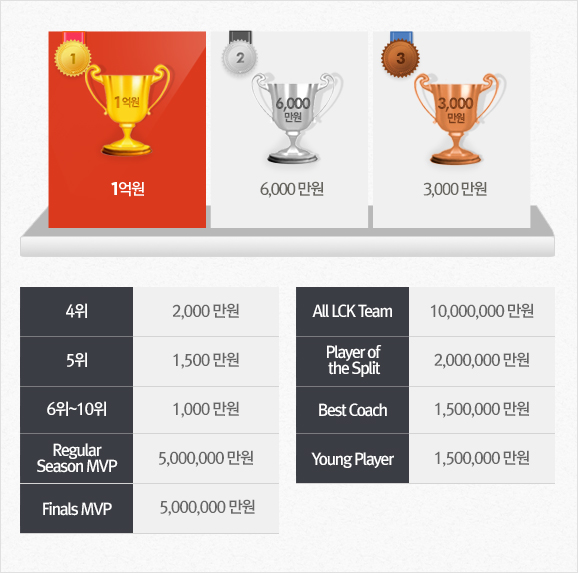 1
2
3
1억원
6,000
만원
3,000
만원
1억원
6,000 만원
3,000 만원
4위
2,000 만원
5위
1,500 만원
6위~10위
1,000 만원
Regular
Season MVP
5,000,000 만원
Finals MVP
5,000,000 만원
All LCK Team
10,000,000 만원
Player of
the Split
2,000,000 만원
Best Coach
1,500,000 만원
Young Player
1,500,000 만원